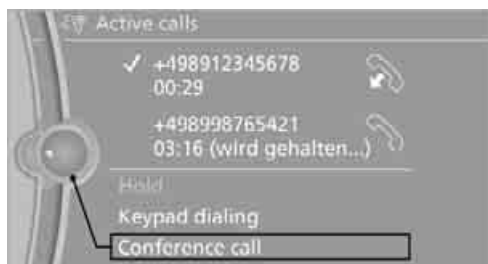 Active calls
+498912345678
00:29
+498998765421
03:16 (wird gehalten...)
Hold
Keypad dialing
Conference call